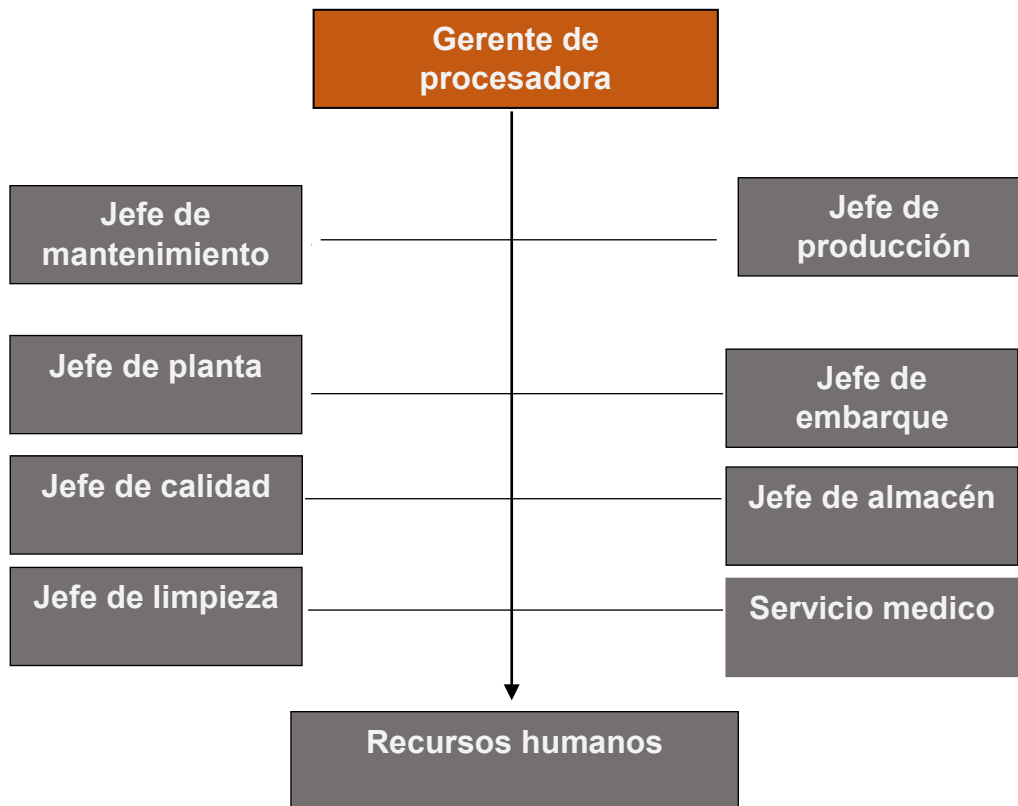 Gerente de
procesadora
Jefe de
mantenimiento
Jefe de
producción
Jefe de planta
Jefe de
embarque
Jefe de calidad
Jefe de almacén
Jefe de limpieza
Servicio medico
Recursos humanos